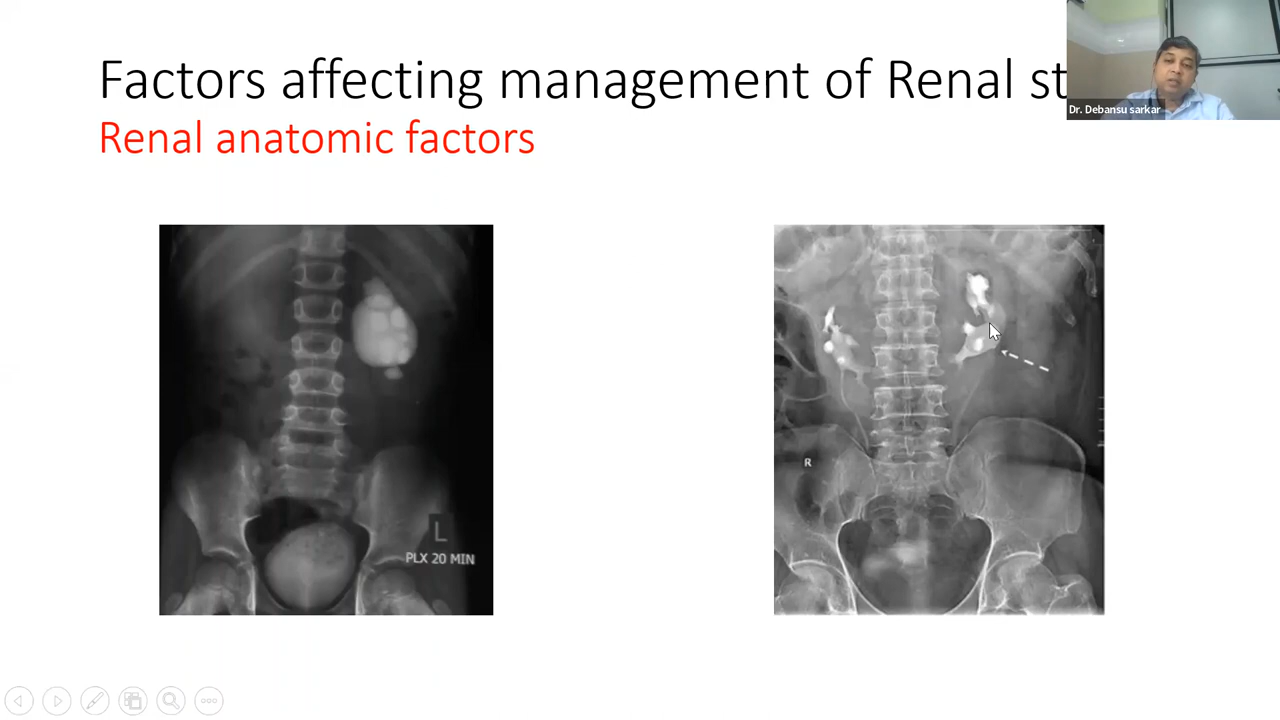 Factors affecting management of Renal st
Renal anatomic factors
Dr. Debansu sarkar
L
PLX 20 MIN
R